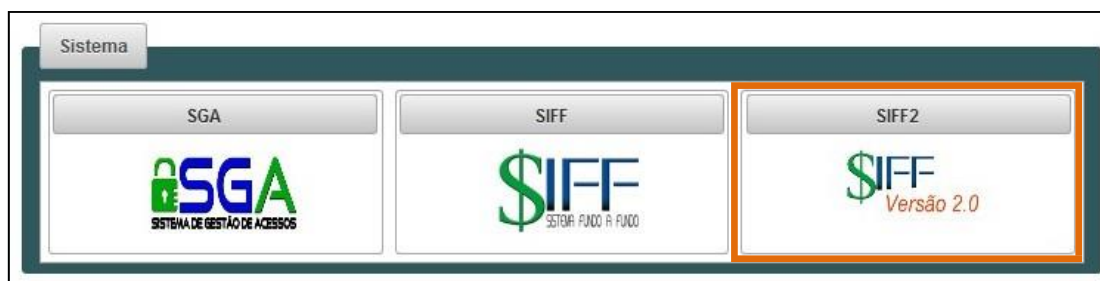 Sistema
SGA
SIFF
SIFF2
SGA
SISTEMA DE GESTÃO DE ACESSOS
$IFF
SISTEMA FUNDO A FUNDO
$IFF
Versão 2.0